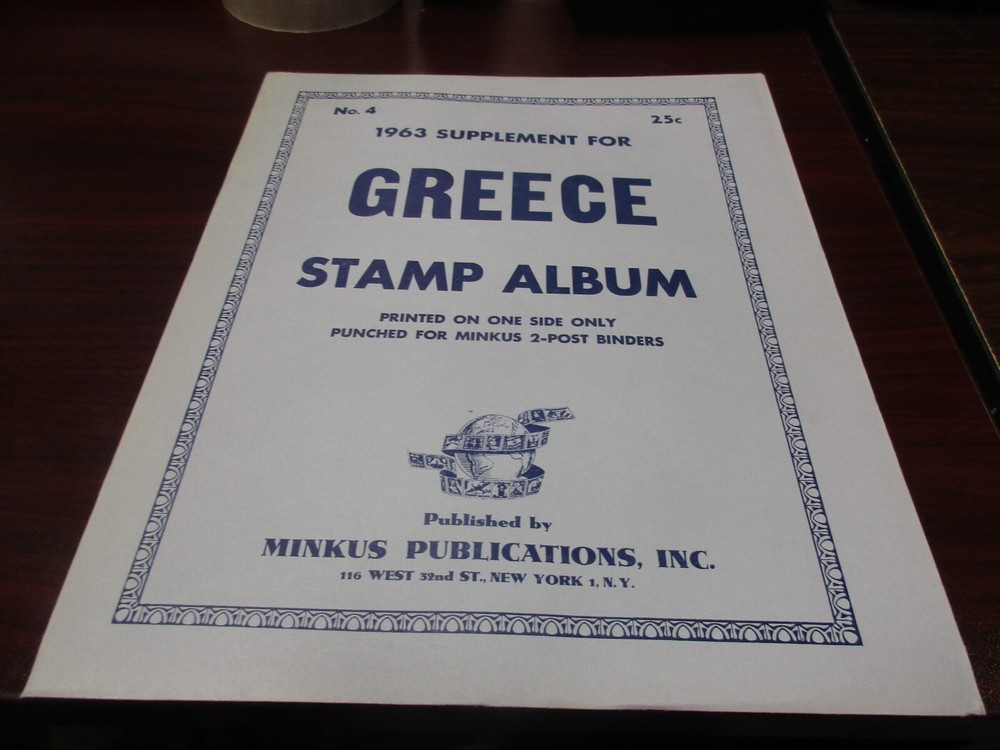 No. 4
25c
1963 SUPPLEMENT FOR
GREECE
STAMP ALBUM
PRINTED ON ONE SIDE ONLY
PUNCHED FOR MINKUS 2-POST BINDERS
Published by
MINKUS PUBLICATIONS, INC.
116 WEST 32nd ST., NEW YORK 1, N. Y.